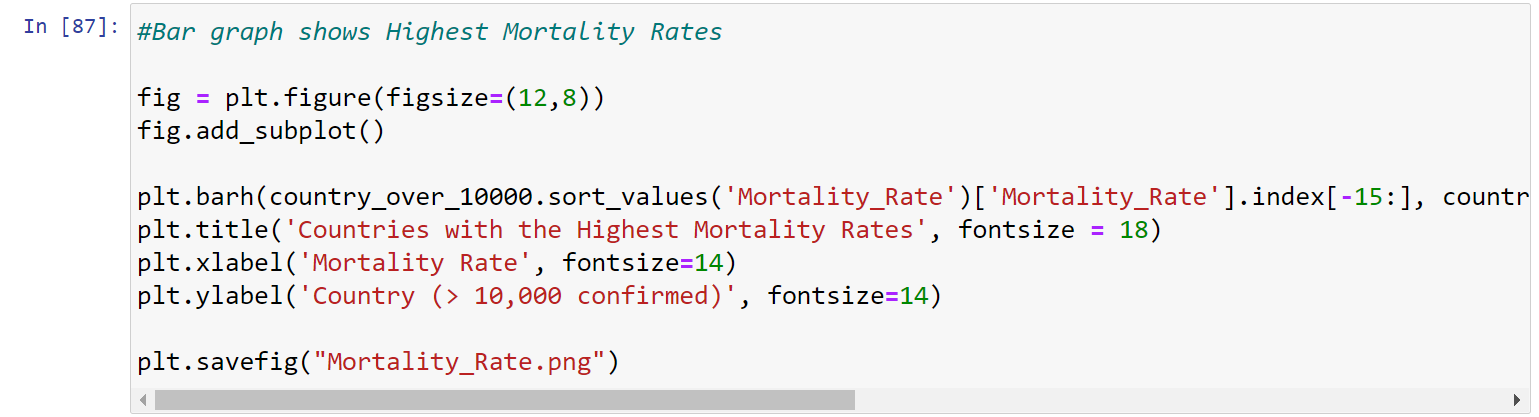 In [87]:
#Bar graph shows Highest Mortality Rates
fig = plt.figure(figsize=(12,8))
fig.add_subplot()
plt.barh(country_over_10000.sort_values('Mortality_Rate')['Mortality_Rate'].index[-15:], countr
plt.title('Countries with the Highest Mortality Rates', fontsize = 18)
plt.xlabel('Mortality Rate', fontsize=14)
plt.ylabel('Country (> 10,000 confirmed)', fontsize=14)
plt.savefig("Mortality_Rate.png")